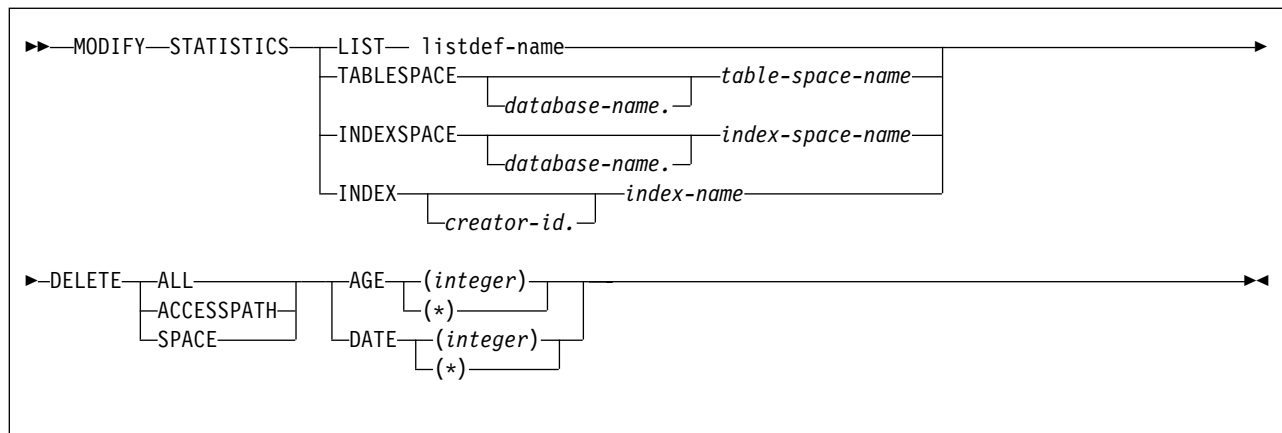 MODIFY STATISTICS LIST listdef-name
TABLESPACE table-space-name
database-name.
INDEXSPACE index-space-name
database-name.
INDEX index-name
creator-id.
DELETE ALL AGE (integer)
ACCESSPATH (*)
SPACE DATE (integer)
(*)